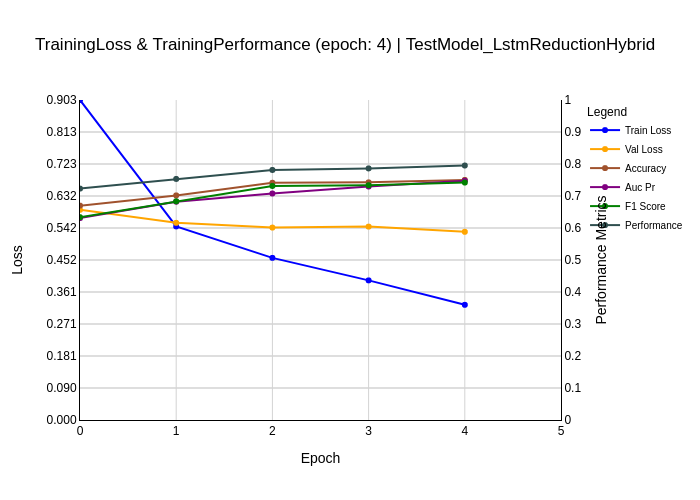 TrainingLoss & TrainingPerformance (epoch: 4) | TestModel_LstmReductionHybrid
0.903
0.813
0.723
0.632
0.542
0.452
0.361
0.271
0.181
0.090
0.000
Loss
0
1
2
3
4
5
Epoch
1
0.9
0.8
0.7
0.6
0.5
0.4
0.3
0.2
0.1
0
Performance Metrics
Legend
Train Loss
Val Loss
Accuracy
Auc Pr
F1 Score
Performance